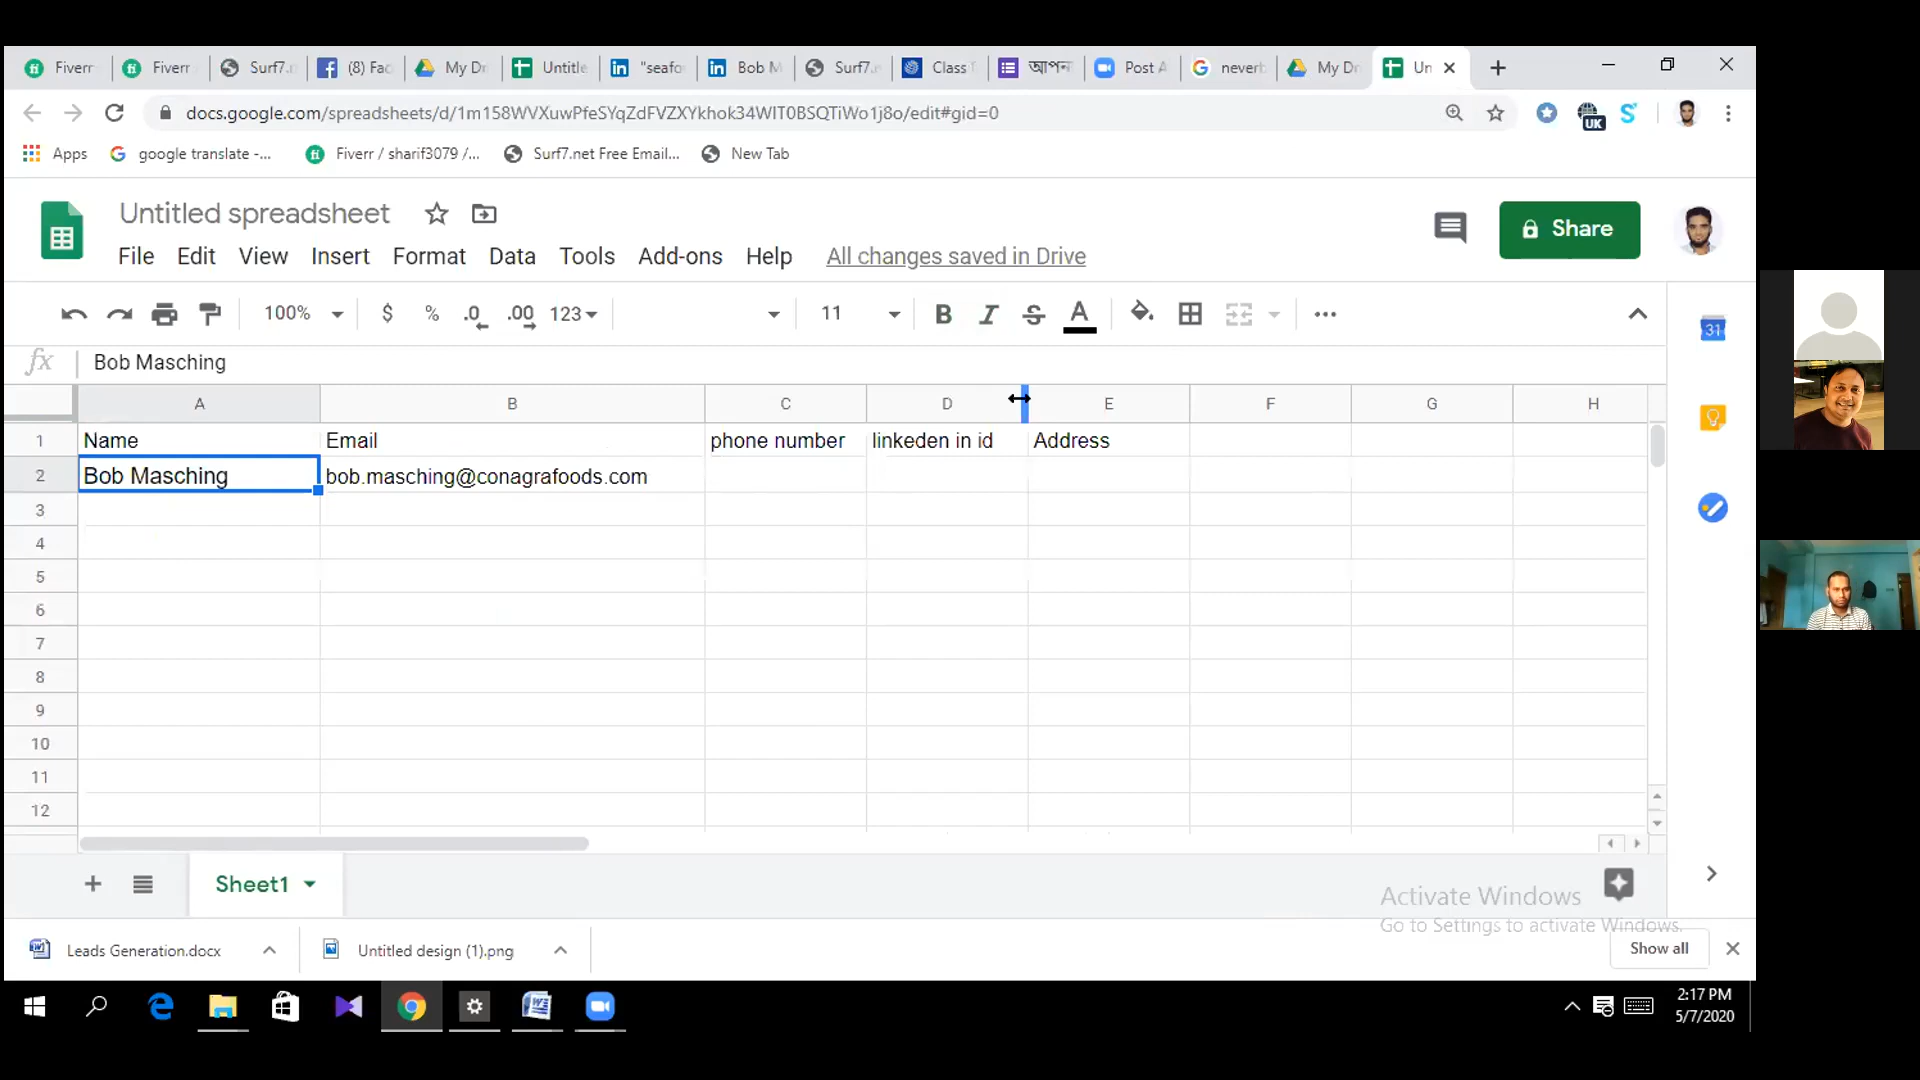 Fiverr Fiverr Surf7.n (8) Fac My Dr Untitle "seafo Bob M Surf7.n Class আপন Post A neverb My Dr Un
docs.google.com/spreadsheets/d/1m158WVXuwPfeSYqZdFVZXYkhok34WIT0BSQTiWo1j8o/edit#gid=0
UK
Apps google translate -... Fiverr / sharif3079 /... Surf7.net Free Email... New Tab
Untitled spreadsheet
Share
File Edit View Insert Format Data Tools Add-ons Help All changes saved in Drive
100% $ % .0 .00 123 11 B I S A
31
fx Bob Masching
A B C D E F G H
1 Name Email phone number linkeden in id Address
2 Bob Masching bob.masching@conagrafoods.com
3
4
5
6
7
8
9
10
11
12
Sheet1
Activate Windows
Go to Settings to activate Windows.
Leads Generation.docx Untitled design (1).png Show all
2:17 PM
5/7/2020